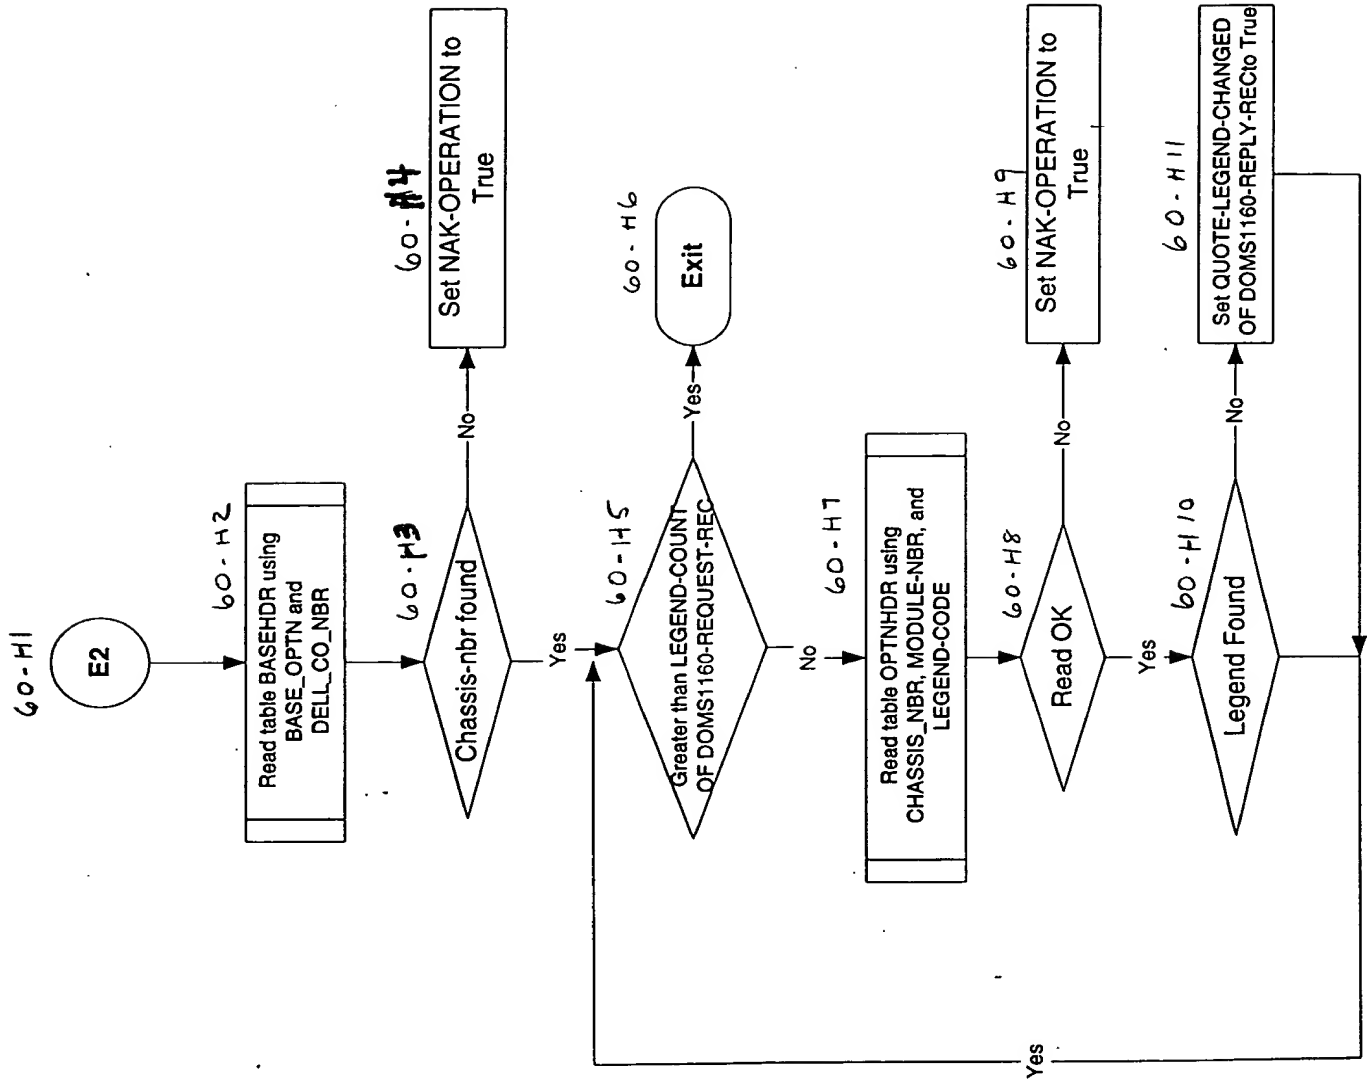 60-H1
E2
60-H2
Read table BASEHDR using
BASE_OPTN and
DELL_CO_NBR
60-H3
Chassis-nbr found
No
60-H4
Set NAK-OPERATION to
True
Yes
60-H5
Greater than LEGEND-COUNT
OF DOMS1160-REQUEST-REC
Yes
60-H6
Exit
No
60-H7
Read table OPTNHDR using
CHASSIS_NBR, MODULE-NBR, and
LEGEND-CODE
60-H8
Read OK
No
60-H9
Set NAK-OPERATION to
True
Yes
60-H10
Legend Found
No
60-H11
Set QUOTE-LEGEND-CHANGED
OF DOMS1160-REPLY-RECto True
Yes